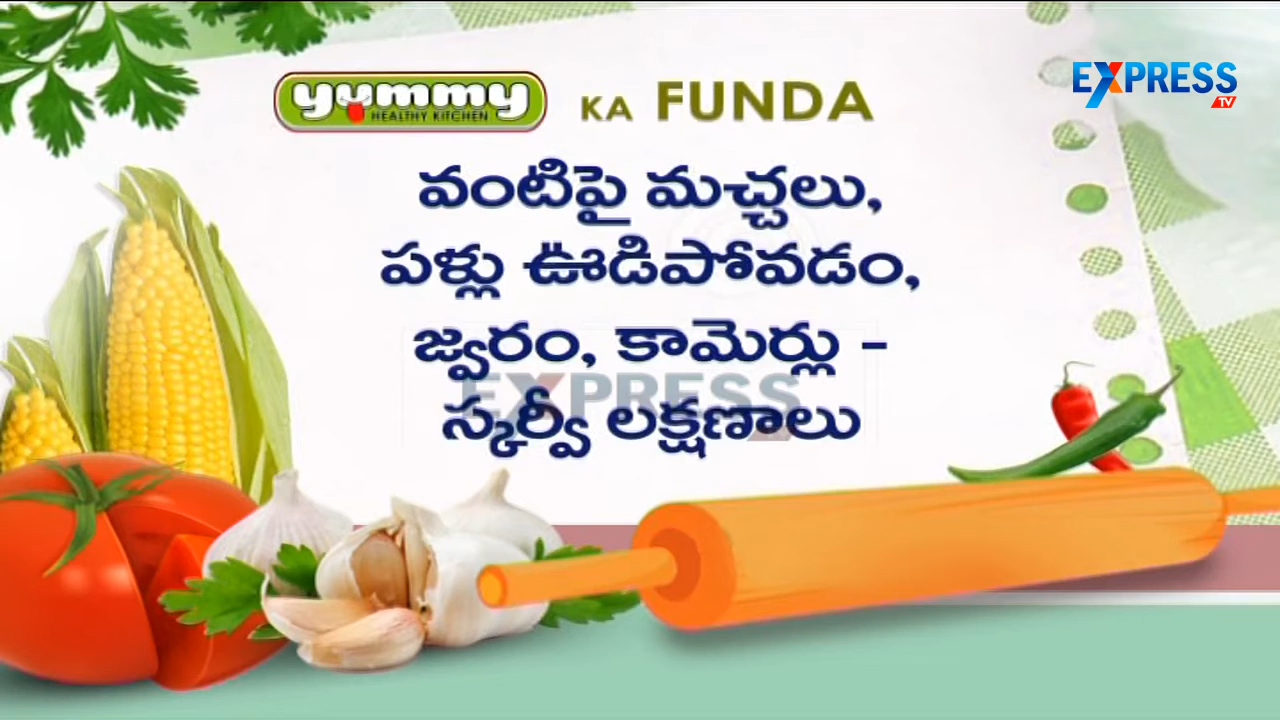 yummy KA FUNDA
HEALTHY KITCHEN
EXPRESS
TV
వంటిపై మచ్చలు,
పళ్లు ఊడిపోవడం,
జ్వరం, కామెర్లు -
స్కర్వీ లక్షణాలు
EXPRESS